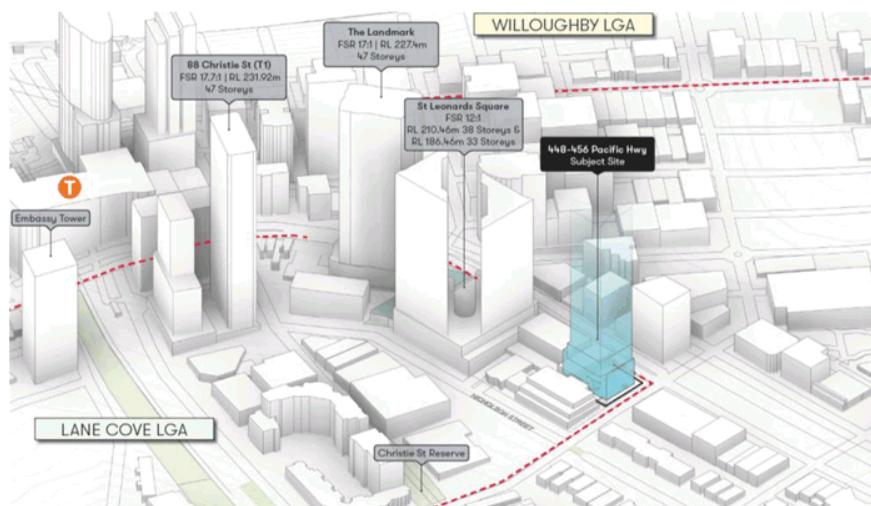 WILLOUGHBY LGA
The Landmark
FSR 17:1 | RL 227.4m
47 Storeys
88 Christie St (T1)
FSR 17.7:1 | RL 231.92m
47 Storeys
St Leonards Square
FSR 12:1
RL 210.46m 38 Storeys &
RL 186.46m 33 Storeys
448-456 Pacific Hwy
Subject Site
T
Embassy Tower
NICHOLSON STREET
LANE COVE LGA
Christie St Reserve